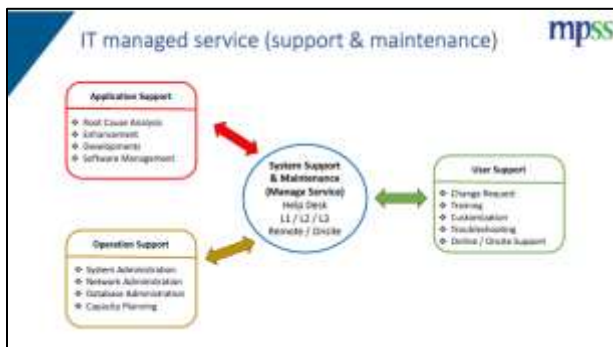 IT managed service (support & maintenance)
mpss
Application Support
❖ Root Cause Analysis
❖ Enhancement
❖ Developments
❖ Software Management
System Support
& Maintenance
(Manage Service)
Help Desk
L1 / L2 / L3
Remote / Onsite
User Support
❖ Change Request
❖ Training
❖ Customization
❖ Troubleshooting
❖ Online / Onsite Support
Operation Support
❖ System Administration
❖ Network Administration
❖ Database Administration
❖ Capacity Planning